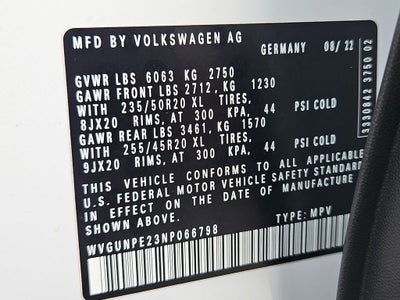 MFD BY VOLKSWAGEN AG GERMANY 08/22
GVWR LBS 6063 KG 2750
GAWR FRONT LBS 2712, KG 1230
WITH 235/50R20 XL TIRES,
8JX20 RIMS, AT 300 KPA, 44 PSI COLD
GAWR REAR LBS 3461, KG 1570
WITH 255/45R20 XL TIRES,
9JX20 RIMS, AT 300 KPA, 44 PSI COLD
THIS VEHICLE CONFORMS TO ALL APPLICABLE
U.S. FEDERAL MOTOR VEHICLE SAFETY STANDARDS
IN EFFECT ON THE DATE OF MANUFACTURE
SHOWN ABOVE.
WVGUNPE23NP066798 TYPE: MPV
3330842 3750 02